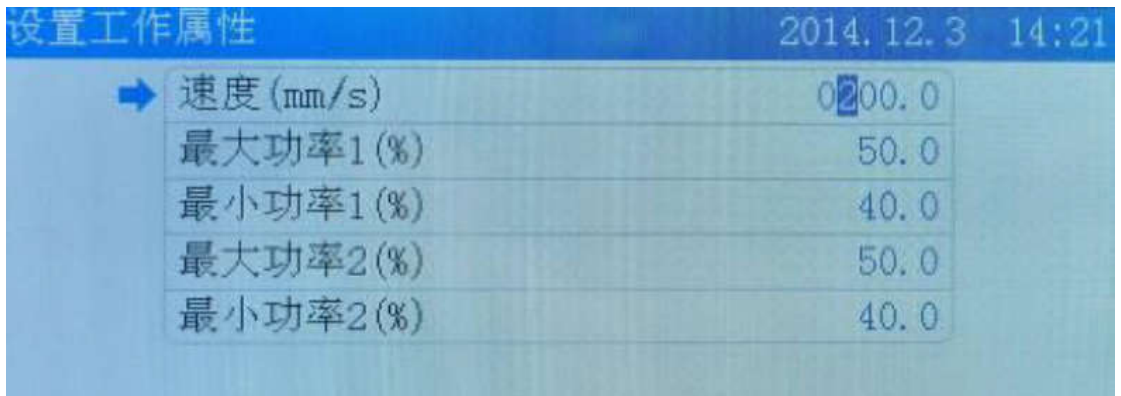 设置工作属性 2014.12.3 14:21
速度(mm/s) 0200.0
最大功率1(%) 50.0
最小功率1(%) 40.0
最大功率2(%) 50.0
最小功率2(%) 40.0